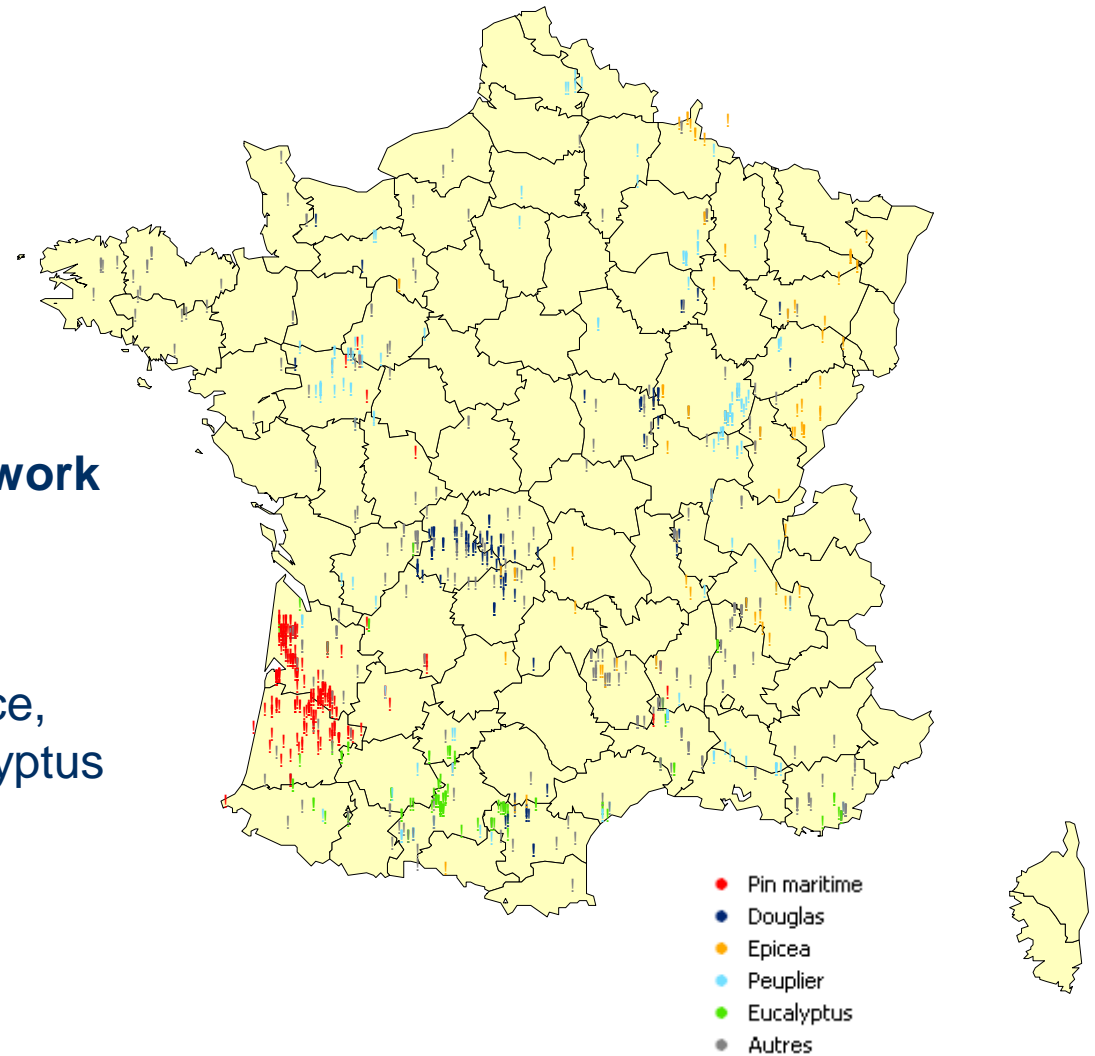 work
ce,
yptus
Pin maritime
Douglas
Epicea
Peuplier
Eucalyptus
Autres